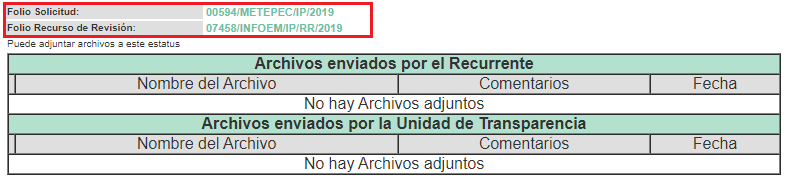 Folio Solicitud: 00594/METEPEC/IP/2019
Folio Recurso de Revisión: 07458/INFOEM/IP/RR/2019
Puede adjuntar archivos a este estatus
Archivos enviados por el Recurrente
Nombre del Archivo Comentarios Fecha
No hay Archivos adjuntos
Archivos enviados por la Unidad de Transparencia
Nombre del Archivo Comentarios Fecha
No hay Archivos adjuntos